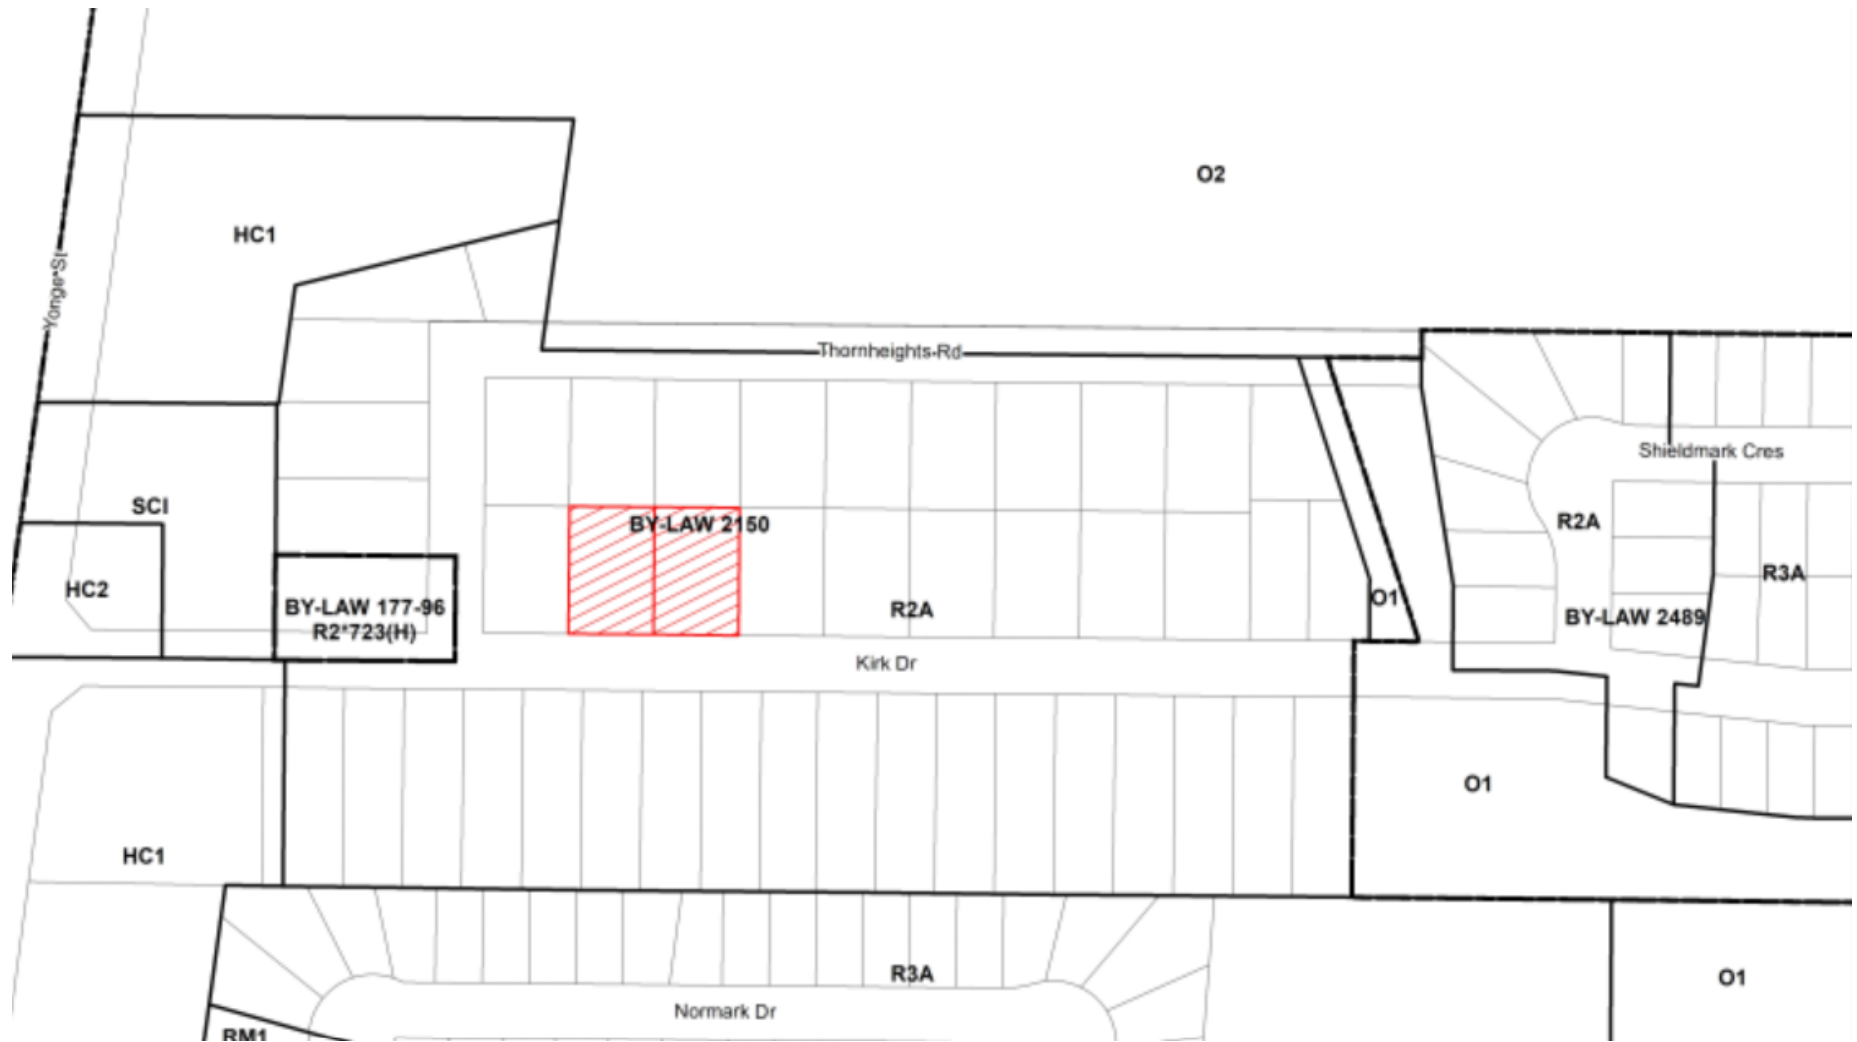 O2
HC1
Yonge St
Thornheights Rd
Shieldmark Cres
SCI
BY-LAW 2150
R2A
R3A
HC2
O1
BY-LAW 177-96
R2*723(H)
R2A
BY-LAW 2489
Kirk Dr
O1
HC1
R3A
O1
Normark Dr
RM1